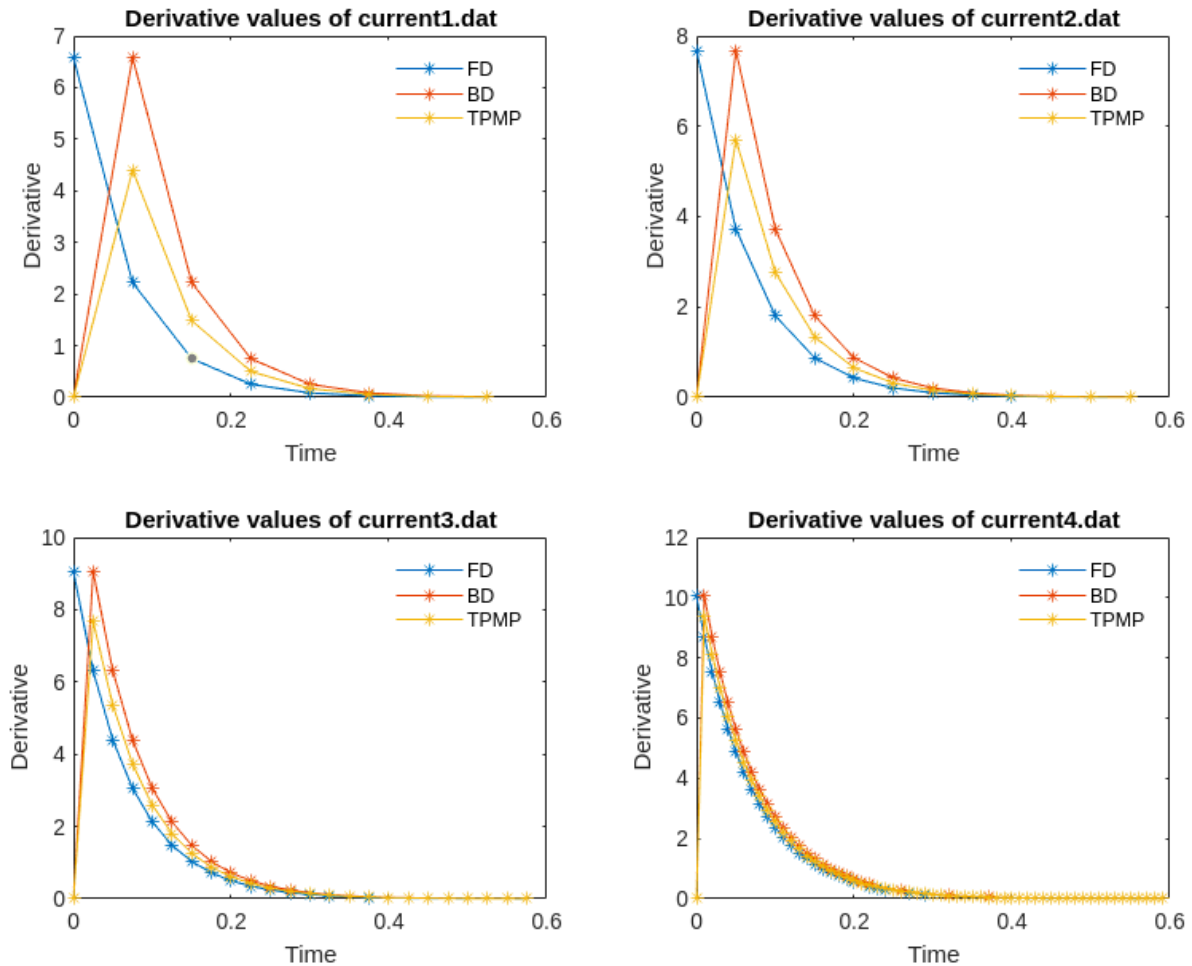 Derivative values of current1.dat
7
6
5
4
3
2
1
0
Derivative
FD
BD
TPMP
0 0.2 0.4 0.6
Time
Derivative values of current2.dat
8
6
4
2
0
Derivative
FD
BD
TPMP
0 0.2 0.4 0.6
Time
Derivative values of current3.dat
10
8
6
4
2
0
Derivative
FD
BD
TPMP
0 0.2 0.4 0.6
Time
Derivative values of current4.dat
12
10
8
6
4
2
0
Derivative
FD
BD
TPMP
0 0.2 0.4 0.6
Time